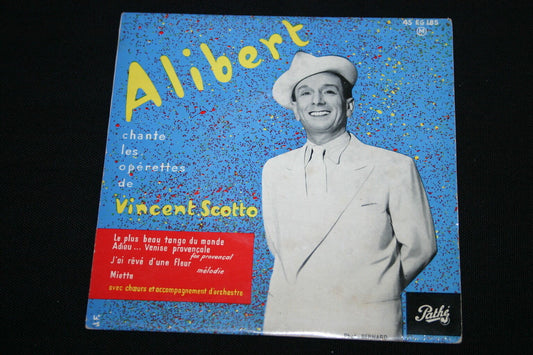 45 EG 185
M
Alibert
chante
les
opérettes
de
Vincent Scotto
Le plus beau tango du monde
Adieu... Venise provençale
fox provençal
J'ai rêvé d'une fleur
mélodie
Miette
avec chœurs et accompagnement d'orchestre
Pathé
BERNARD